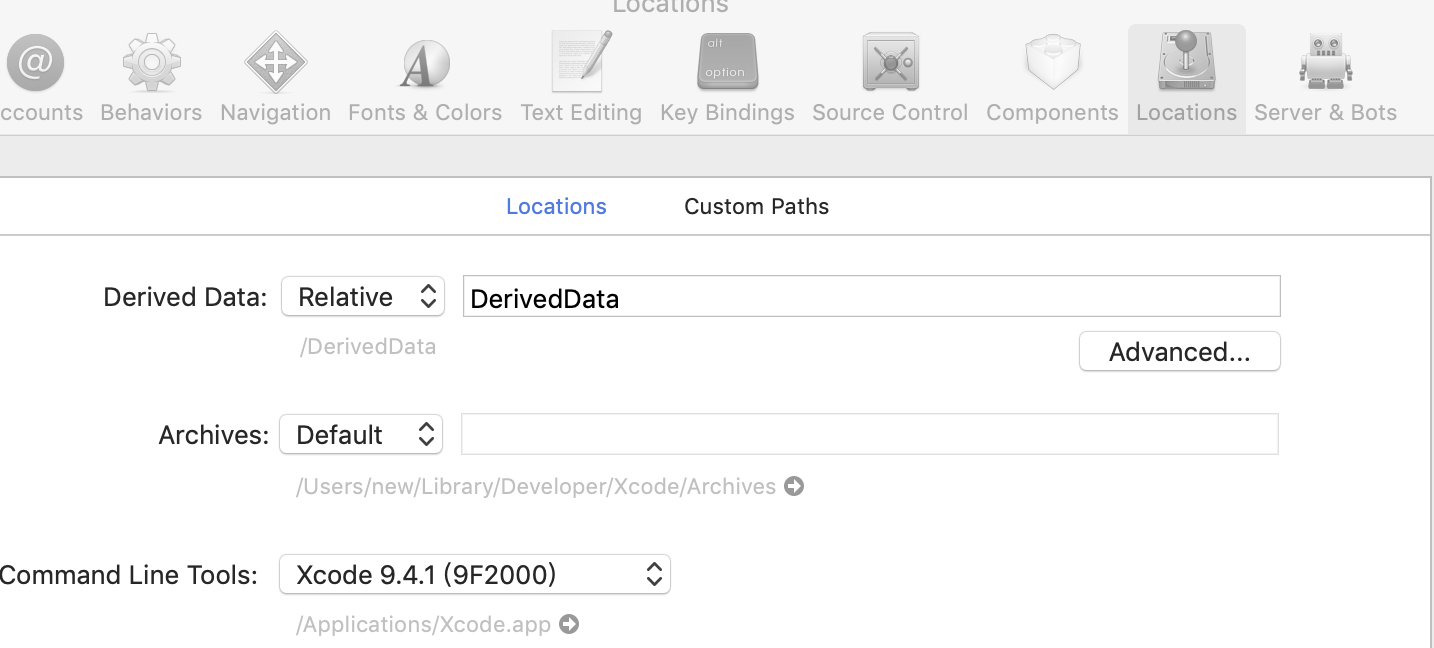 Locations
@
ccounts Behaviors Navigation Fonts & Colors Text Editing Key Bindings Source Control Components Locations Server & Bots
A
alt
option
Locations Custom Paths
Derived Data: Relative DerivedData
/DerivedData
Advanced...
Archives: Default
/Users/new/Library/Developer/Xcode/Archives
Command Line Tools: Xcode 9.4.1 (9F2000)
/Applications/Xcode.app